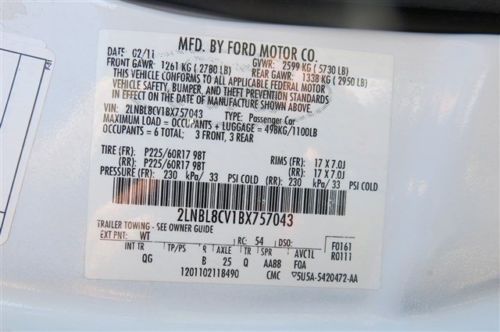 MFD. BY FORD MOTOR CO.
DATE: 02/11 GVWR: 2599 KG (5730 LB)
FRONT GAWR: 1261 KG (2780 LB) REAR GAWR: 1338 KG (2950 LB)
THIS VEHICLE CONFORMS TO ALL APPLICABLE FEDERAL MOTOR
VEHICLE SAFETY, BUMPER, AND THEFT PREVENTION STANDARDS
IN EFFECT ON THE DATE OF MANUFACTURE SHOWN ABOVE.
VIN: 2LNBL8CV1BX757043 TYPE: Passenger Car
MAXIMUM LOAD = OCCUPANTS + LUGGAGE = 498KG/1100LB
OCCUPANTS = 6 TOTAL; 3 FRONT, 3 REAR
TIRE (FR): P225/60R17 98T RIMS (FR): 17 X 7.0J
(RR): P225/60R17 98T (RR): 17 X 7.0J
PRESSURE (FR): 230 kPa/ 33 PSI COLD (RR): 230 kPa/ 33 PSI COLD
2LNBL8CV1BX757043
TRAILER TOWING - SEE OWNER GUIDE
EXT PNT: WT RC: 54 DSO: F0161
INT TR TP/PS R AXLE TR SPR AVFCO R0111
QG B 25 Q AABB FOA
1201102118490 CMC 5U5A-5420472-AA